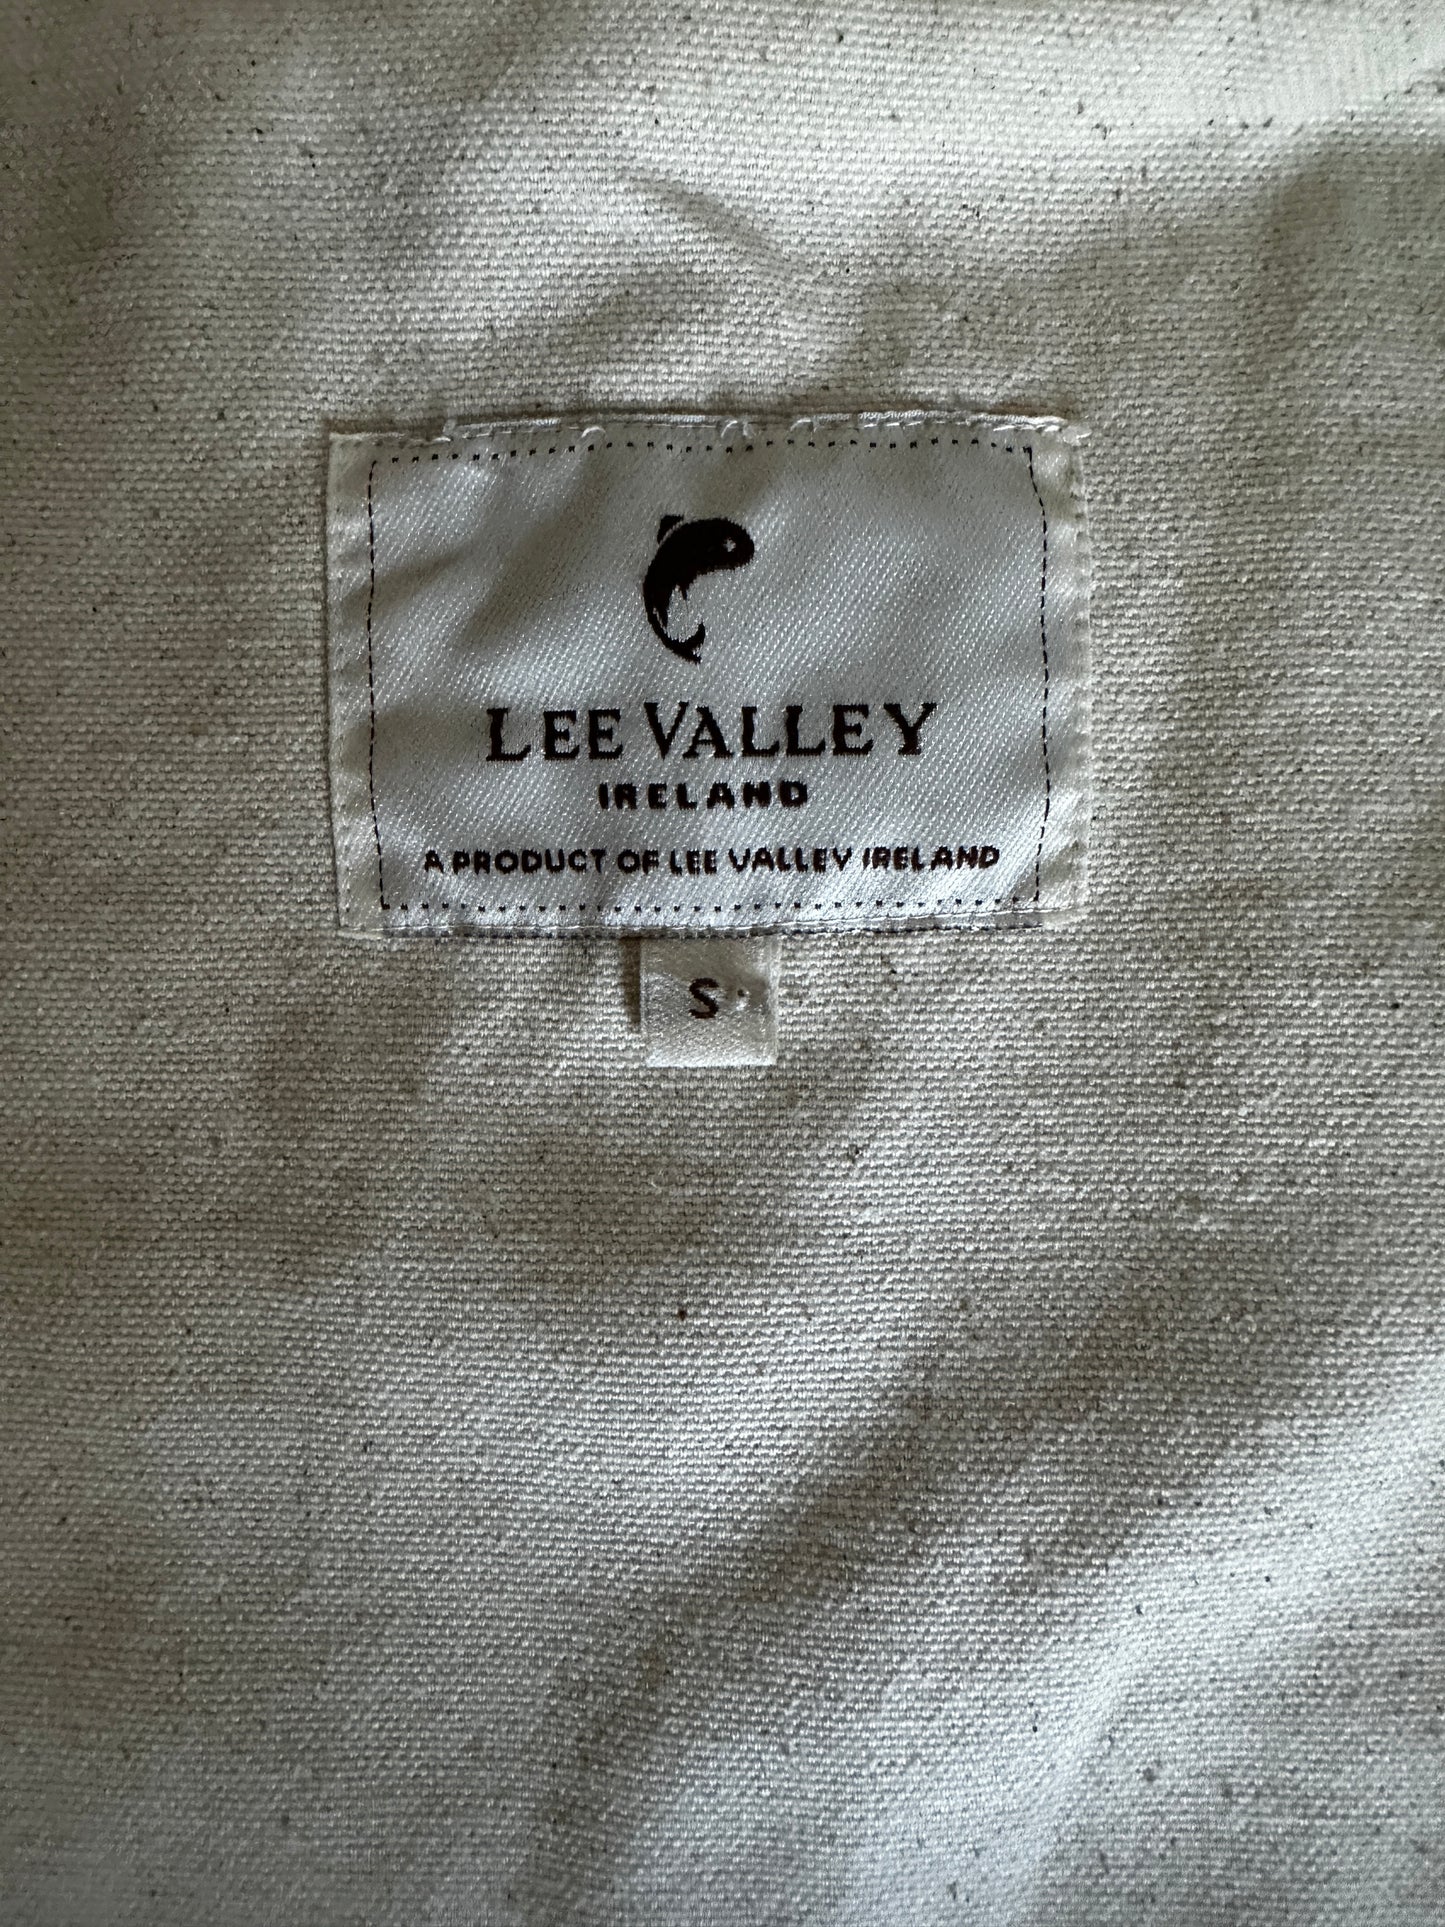 LEE VALLEY
IRELAND
A PRODUCT OF LEE VALLEY IRELAND
S